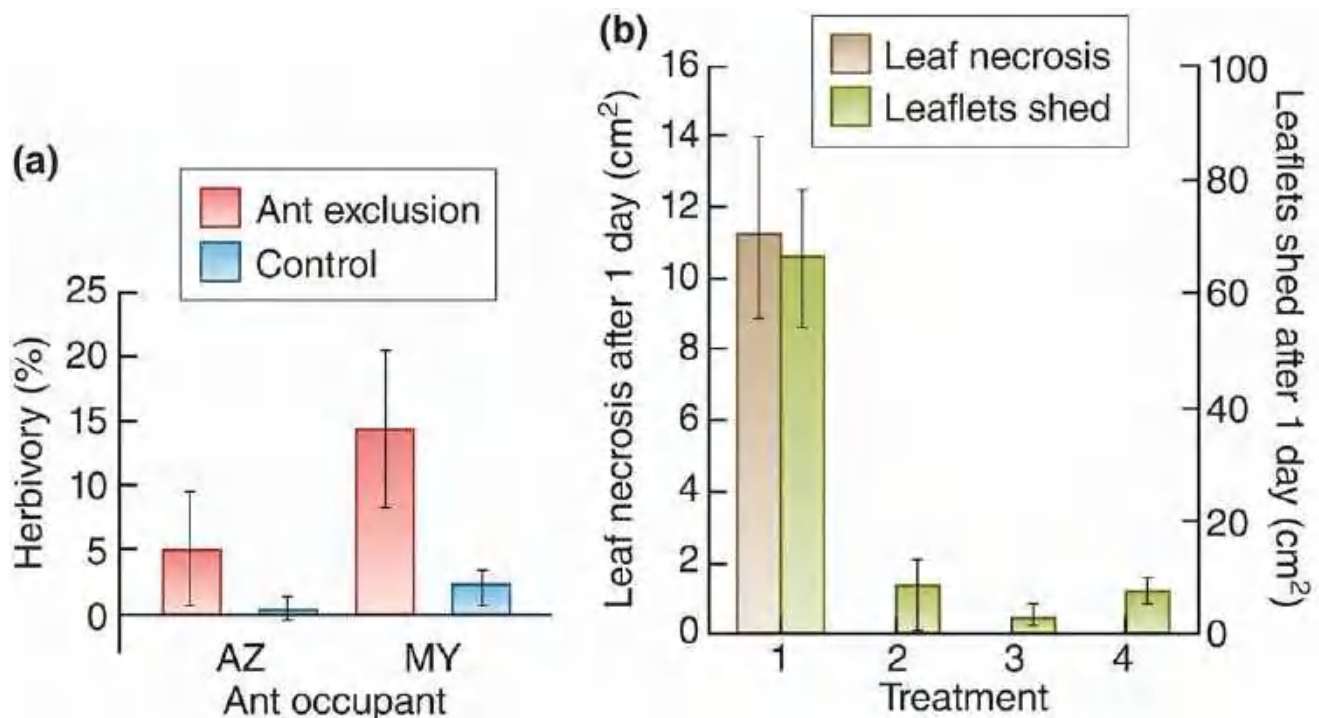 (a)
Ant exclusion
Control
Herbivory (%)
25
20
15
10
5
0
AZ MY
Ant occupant
(b)
Leaf necrosis
Leaflets shed
Leaf necrosis after 1 day (cm²)
16
14
12
10
8
6
4
2
0
1 2 3 4
Treatment
100
80
60
40
20
0
Leaflets shed after 1 day (cm²)